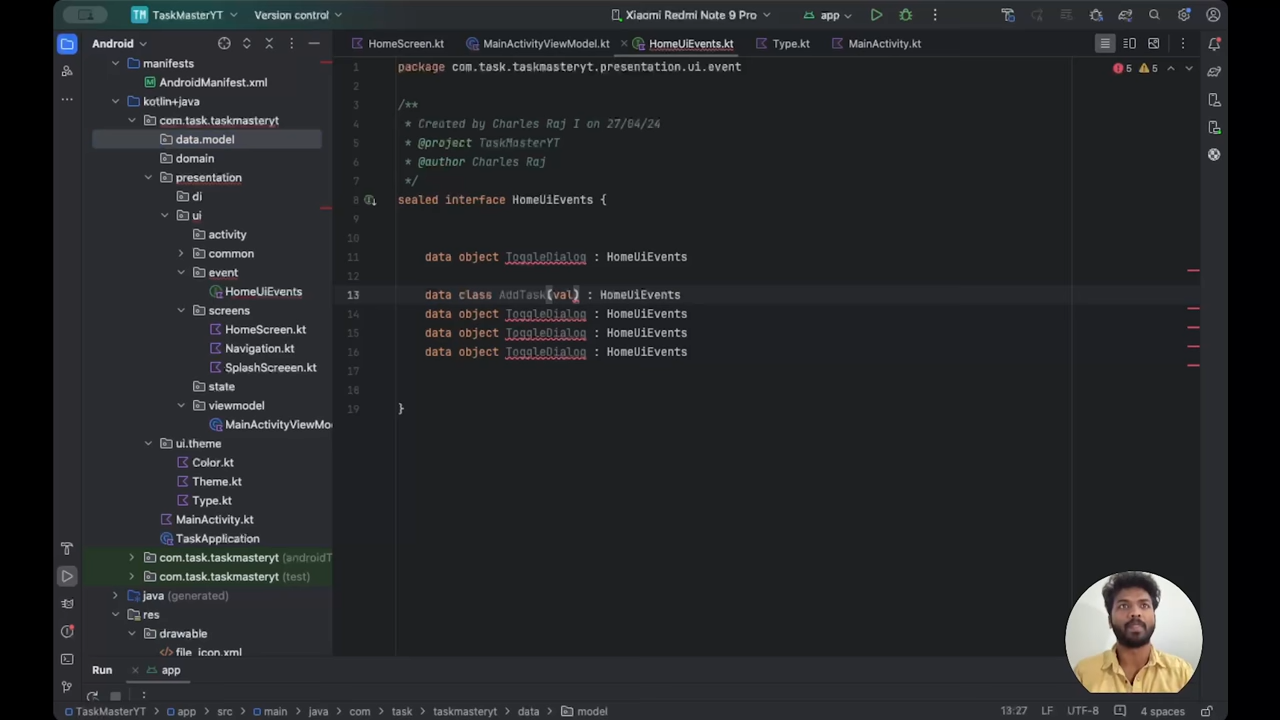 TM TaskMasterYT Version control Xiaomi Redmi Note 9 Pro app
Android HomeScreen.kt MainActivityViewModel.kt HomeUiEvents.kt Type.kt MainActivity.kt
manifests
AndroidManifest.xml
kotlin+java
com.task.taskmasteryt
data.model
domain
presentation
di
ui
activity
common
event
HomeUiEvents
screens
HomeScreen.kt
Navigation.kt
SplashScreeen.kt
state
viewmodel
MainActivityViewMo
ui.theme
Color.kt
Theme.kt
Type.kt
MainActivity.kt
TaskApplication
com.task.taskmasteryt (androidT
com.task.taskmasteryt (test)
java (generated)
res
drawable
file_icon.xml
5 5
1 package com.task.taskmasteryt.presentation.ui.event
2
3 /**
4 * Created by Charles Raj I on 27/04/24
5 * @project TaskMasterYT
6 * @author Charles Raj
7 */
8 sealed interface HomeUiEvents {
9
10
11 data object ToggleDialog : HomeUiEvents
12
13 data class AddTask(val) : HomeUiEvents
14 data object ToggleDialog : HomeUiEvents
15 data object ToggleDialog : HomeUiEvents
16 data object ToggleDialog : HomeUiEvents
17
18
19 }
Run app
TaskMasterYT app src main java com task taskmasteryt data model 13:27 LF UTF-8 4 spaces